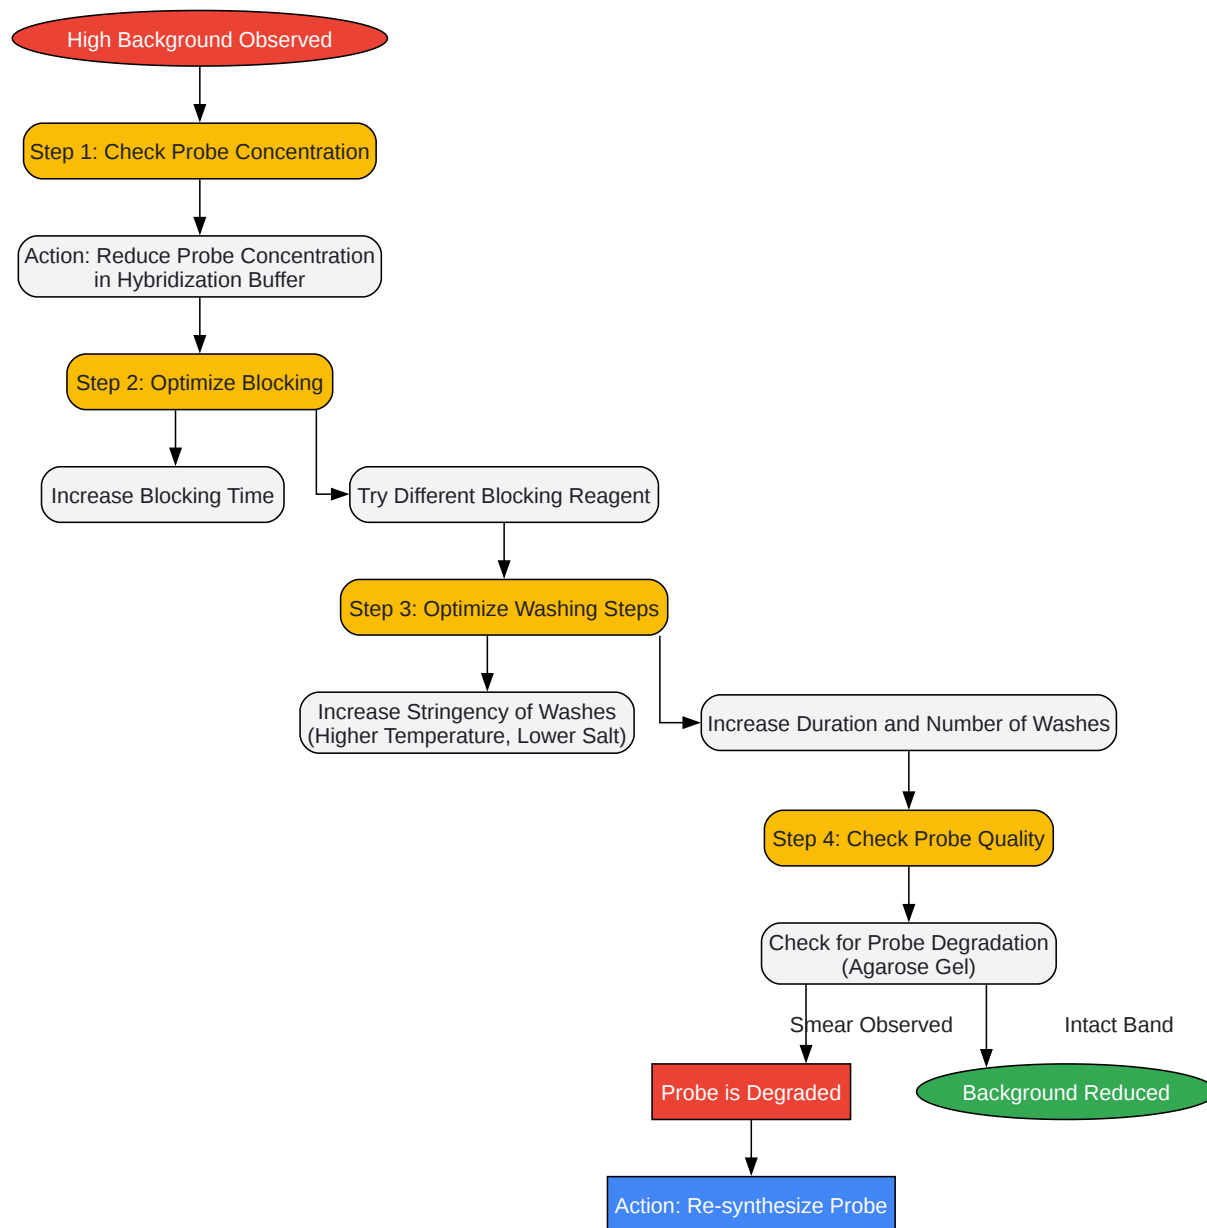 High Background Observed
Step 1: Check Probe Concentration
Action: Reduce Probe Concentration
in Hybridization Buffer
Step 2: Optimize Blocking
Increase Blocking Time
Try Different Blocking Reagent
Step 3: Optimize Washing Steps
Increase Stringency of Washes
(Higher Temperature, Lower Salt)
Increase Duration and Number of Washes
Step 4: Check Probe Quality
Check for Probe Degradation
(Agarose Gel)
Smear Observed
Intact Band
Probe is Degraded
Background Reduced
Action: Re-synthesize Probe